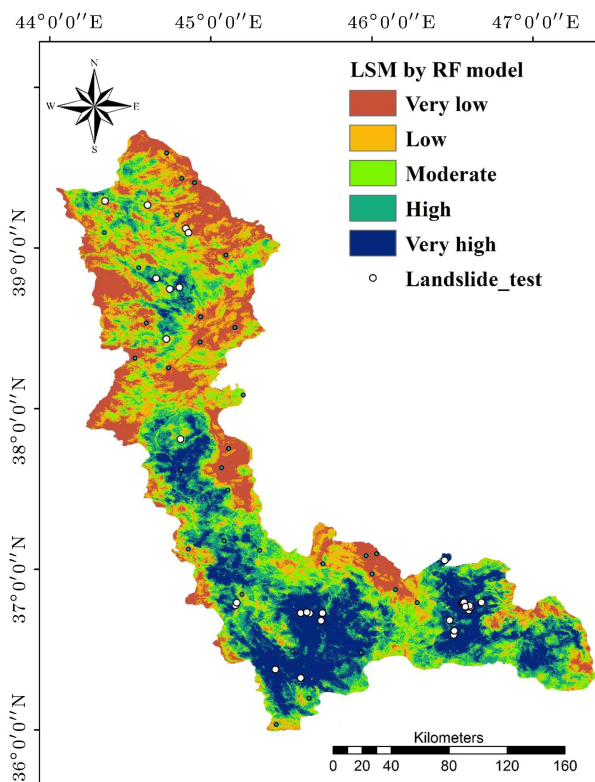 44°0′0′′E 45°0′0′′E 46°0′0′′E 47°0′0′′E
N
W E
S
LSM by RF model
Very low
Low
Moderate
High
Very high
Landslide_test
39°0′0′′N
38°0′0′′N
37°0′0′′N
36°0′0′′N
Kilometers
0 20 40 80 120 160